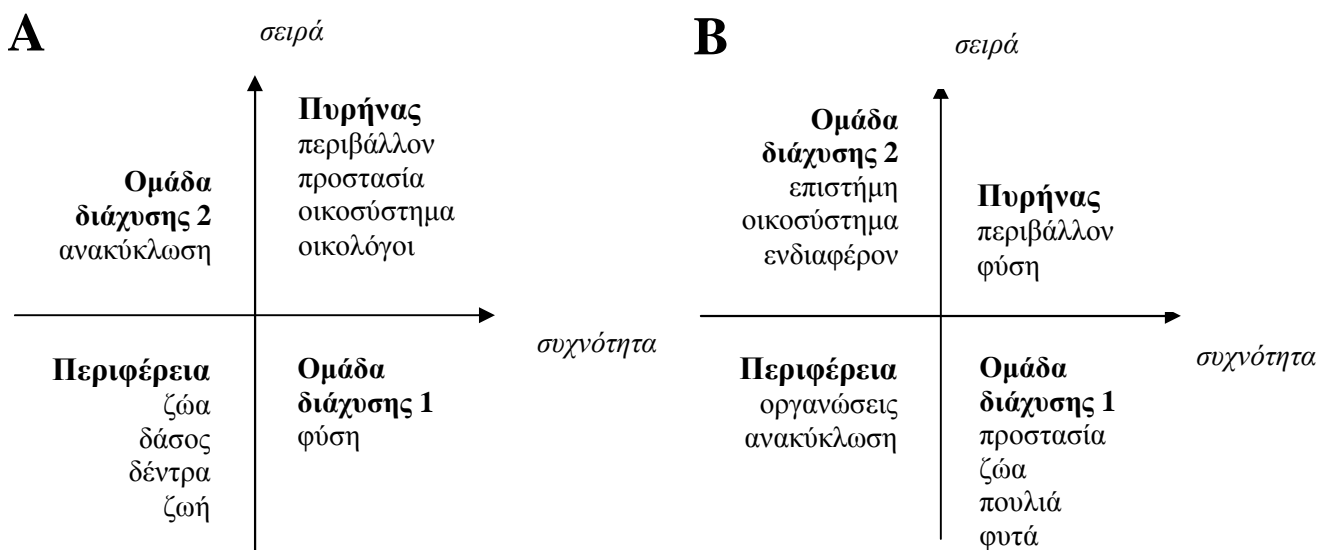 A
σειρά
Πυρήνας
περιβάλλον
προστασία
οικοσύστημα
οικολόγοι
Ομάδα
διάχυσης 2
ανακύκλωση
συχνότητα
Περιφέρεια
ζώα
δάσος
δέντρα
ζωή
Ομάδα
διάχυσης 1
φύση
B
σειρά
Ομάδα
διάχυσης 2
επιστήμη
οικοσύστημα
ενδιαφέρον
Πυρήνας
περιβάλλον
φύση
συχνότητα
Περιφέρεια
οργανώσεις
ανακύκλωση
Ομάδα
διάχυσης 1
προστασία
ζώα
πουλιά
φυτά